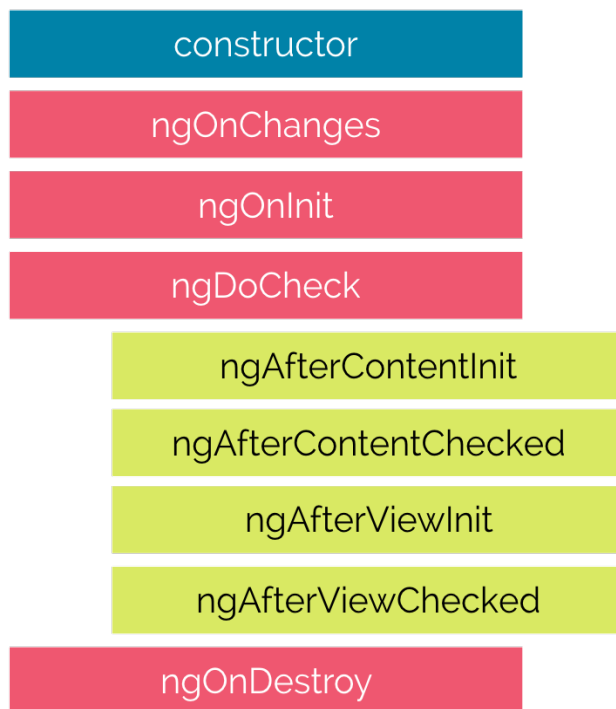 constructor
ngOnChanges
ngOnInit
ngDoCheck
ngAfterContentInit
ngAfterContentChecked
ngAfterViewInit
ngAfterViewChecked
ngOnDestroy